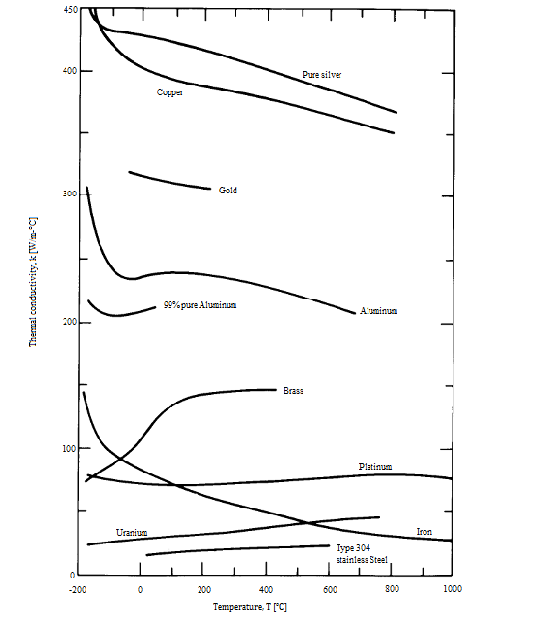 450
Pure silver
400
Copper
300
Gold
99% pure Aluminum
Aluminum
200
Brass
100
Platinum
Uranium
Iron
Type 304
stainless Steel
0
-200
0
200
400
600
800
1000
Temperature, T [°C]
Thermal conductivity, k [W/m-°C]